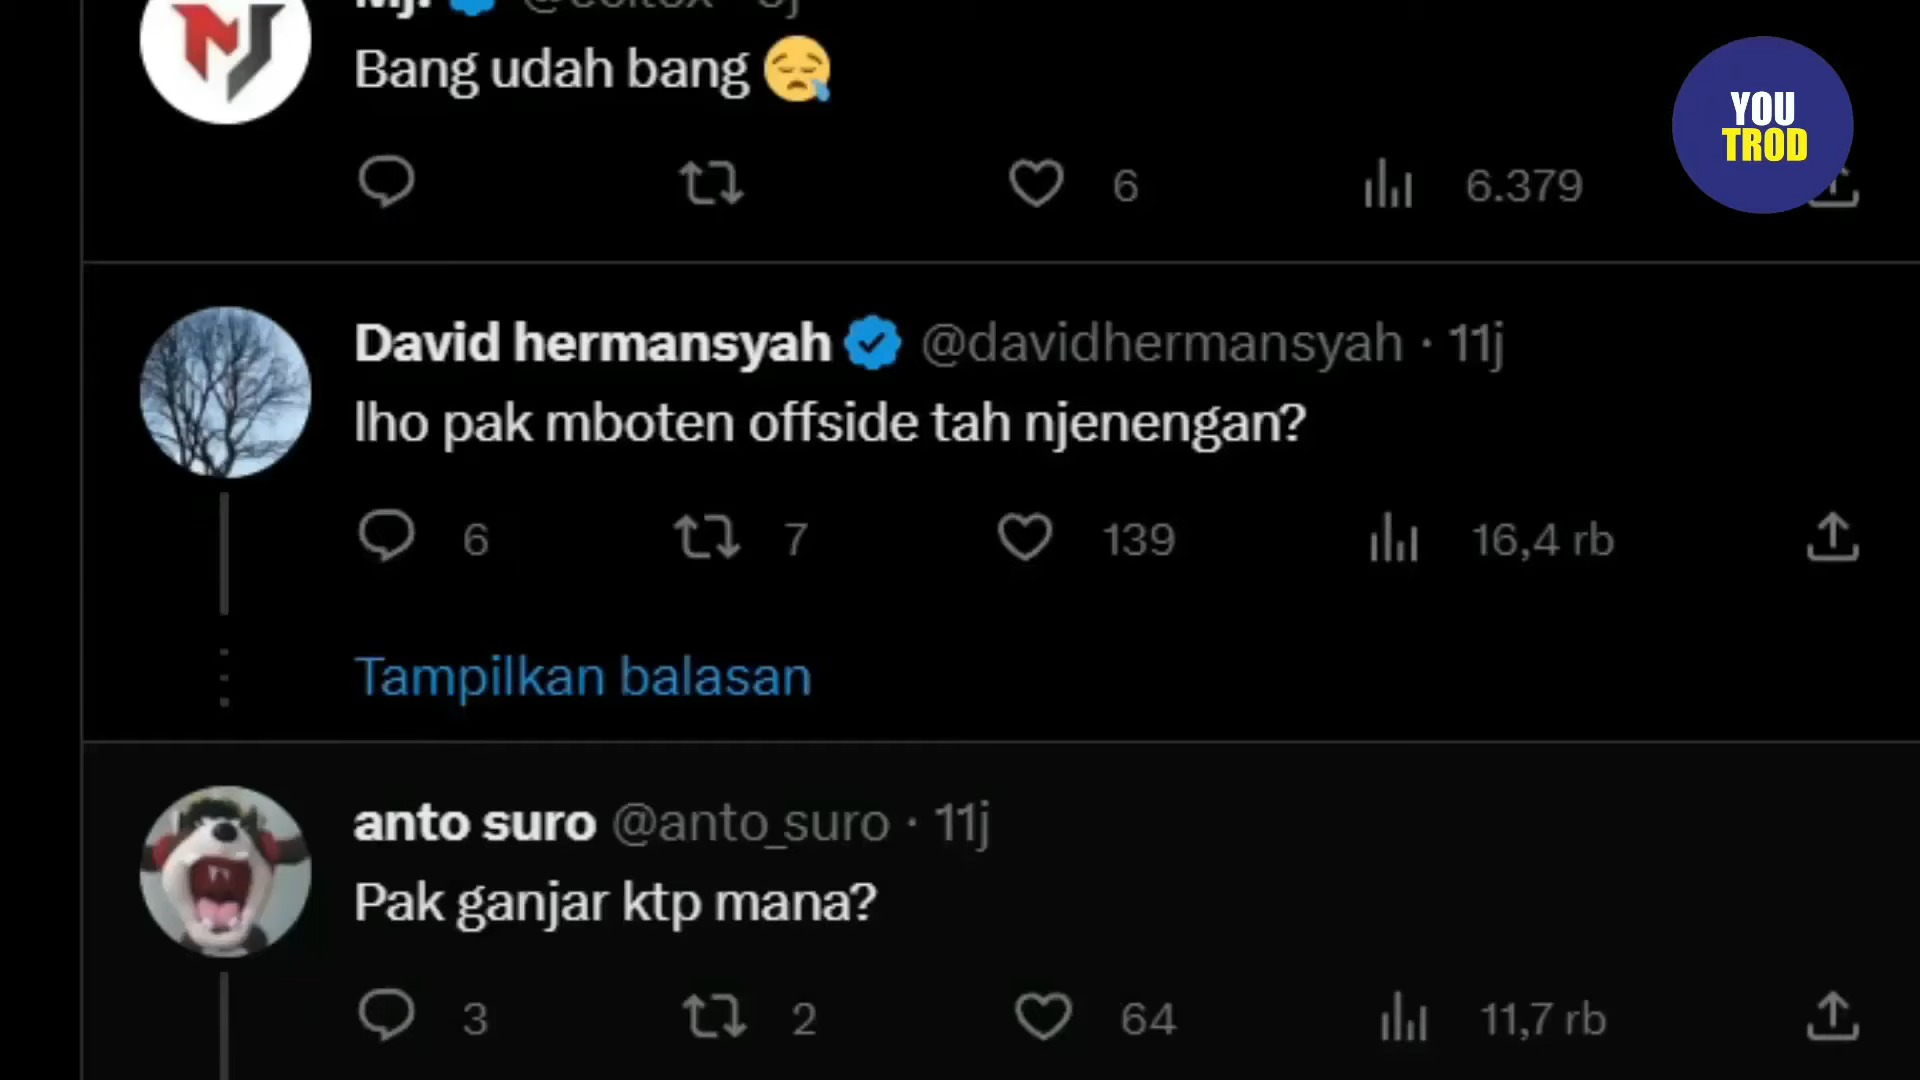 Bang udah bang
YOU
TROD
6 6.379
David hermansyah @davidhermansyah · 11j
lho pak mboten offside tah njenengan?
6 7 139 16,4 rb
Tampilkan balasan
anto suro @anto_suro · 11j
Pak ganjar ktp mana?
3 2 64 11,7 rb